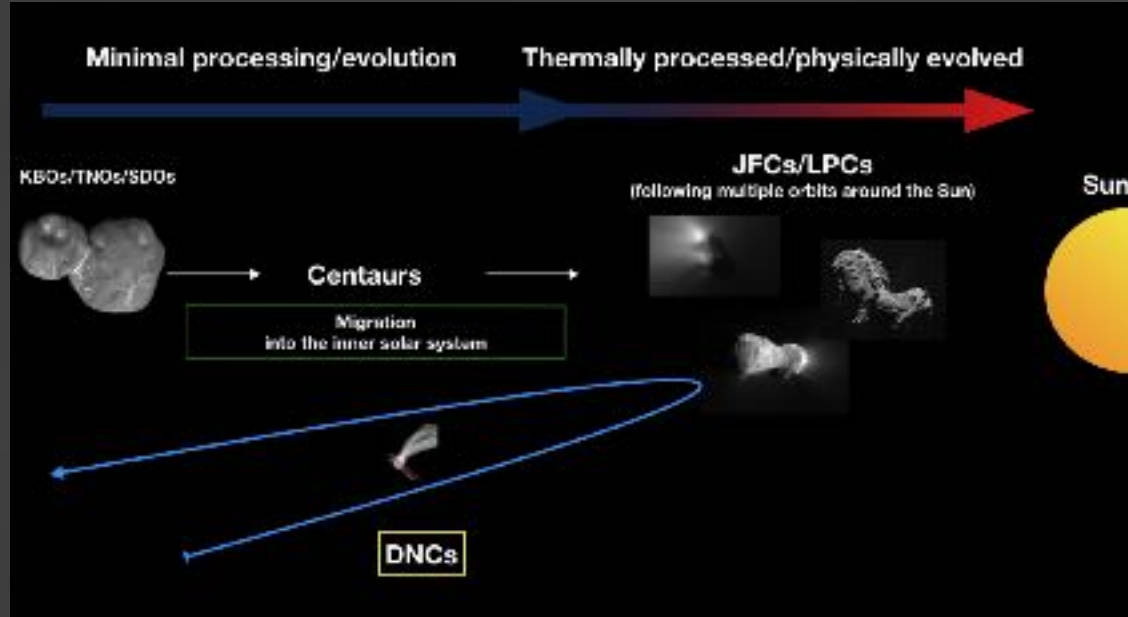 Minimal processing/evolution
Thermally processed/physically evolved
KBOs/TNOs/SDOs
JFCs/LPCs
(following multiple orbits around the Sun)
Sun
Centaurs
Migration
into the inner solar system
DNCs